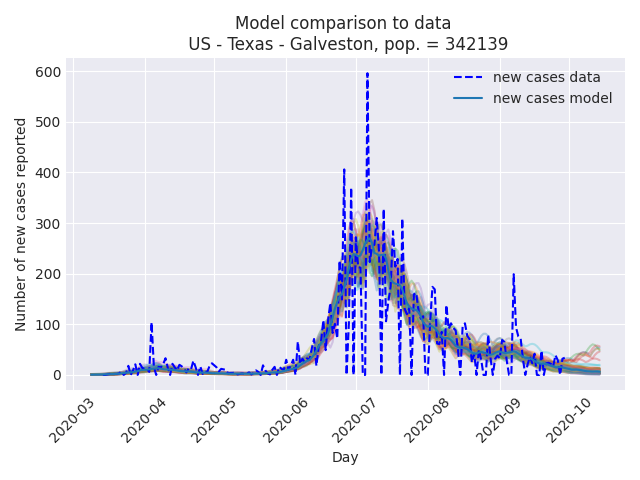 Model comparison to data
US - Texas - Galveston, pop. = 342139
new cases data
new cases model
Number of new cases reported
600
500
400
300
200
100
0
2020-03
2020-04
2020-05
2020-06
2020-07
2020-08
2020-09
2020-10
Day